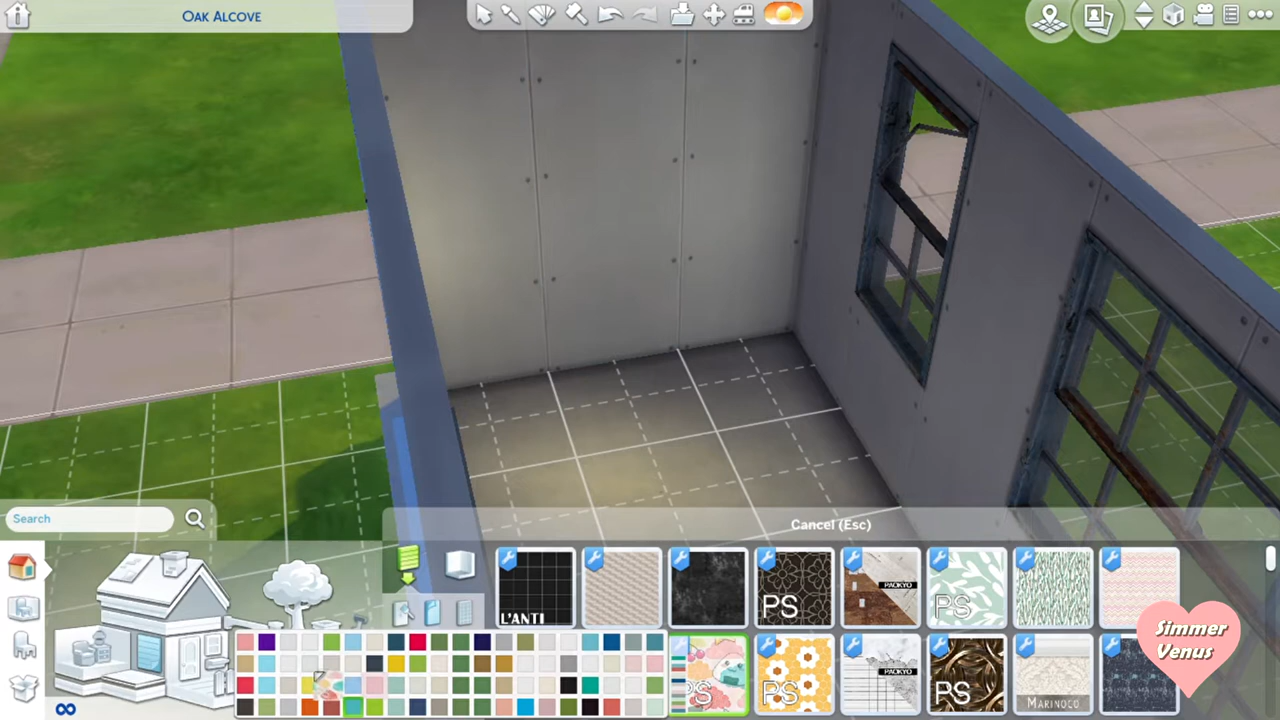 Oak Alcove
Search
Cancel (Esc)
L'ANTI
PS
PAOKYO
PS
PS
PS
PAOKYO
PS
MARINOCO
Simmer
Venus